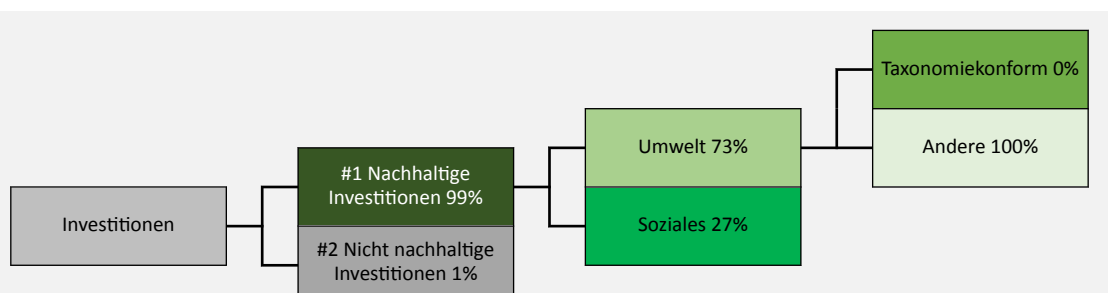 Investitionen
#1 Nachhaltige
Investitionen 99%
#2 Nicht nachhaltige
Investitionen 1%
Umwelt 73%
Soziales 27%
Taxonomiekonform 0%
Andere 100%